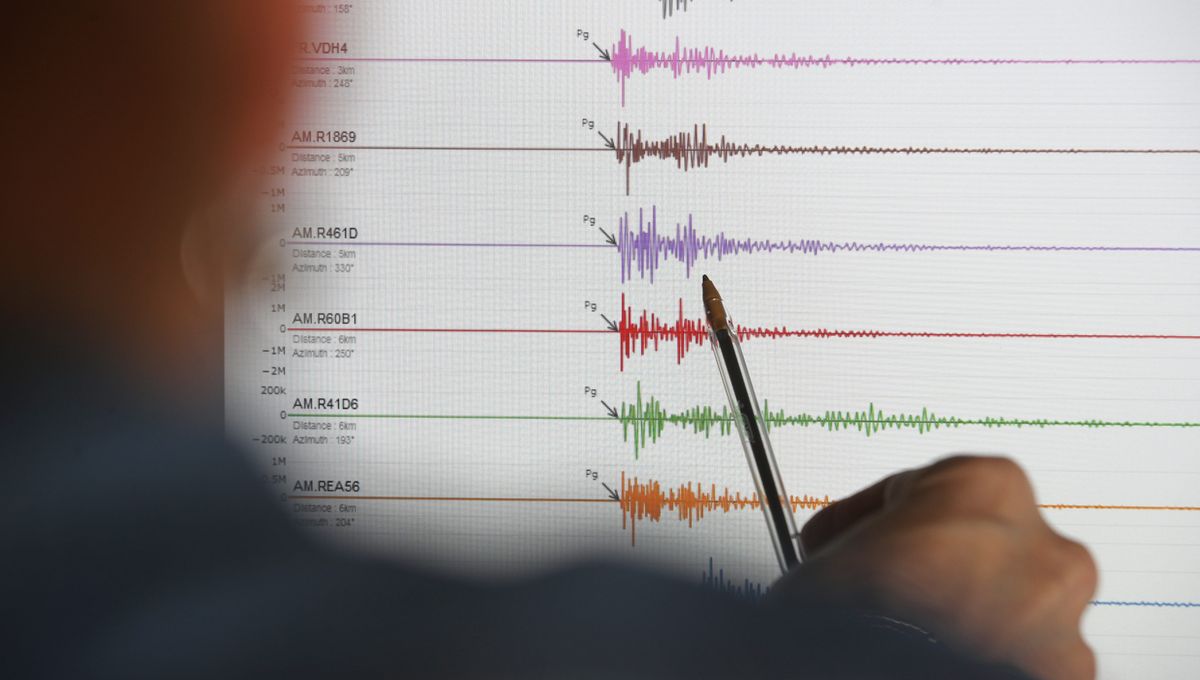 Azimuth : 158°
R.VDH4
Pg
Distance : 3km
Azimuth : 248°
AM.R1869
Pg
0
Distance : 5km
-0.5M
Azimuth : 209°
-1M
1M
AM.R461D
Pg
0
Distance : 5km
Azimuth : 330°
-1M
2M
1M
AM.R60B1
Pg
0
Distance : 6km
-1M
Azimuth : 250°
-2M
200k
AM.R41D6
Pg
0
Distance : 6km
-200k
Azimuth : 193°
1M
0.5M
AM.REA56
Pg
0
Distance : 6km
Azimuth : 204°